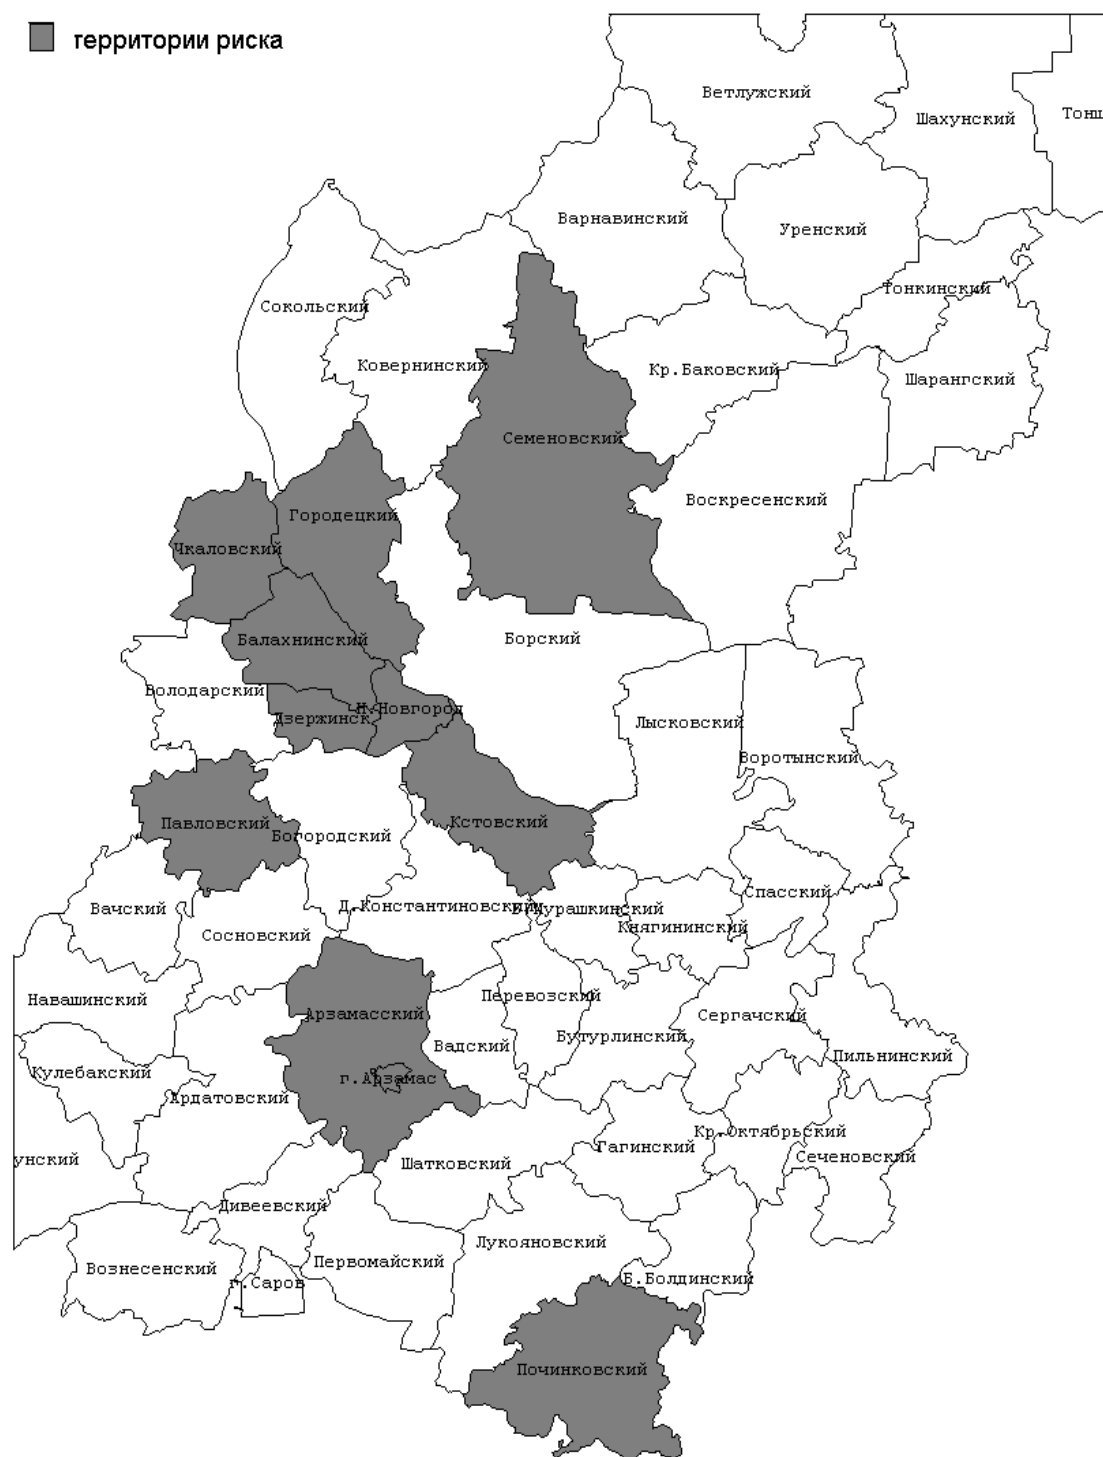 территории риска
Ветлужский
Тонш
Шахунский
Варнавинский
Уренский
Тонкинский
Сокольский
Ковернинский
Кр.Баковский
Шарангский
Семеновский
Воскресенский
Городецкий
Чкаловский
Балахнинский
Борский
Володарский
Дзержинск
Н.Новгород
Лысковский
Воротынский
Павловский
Богородский
Кстовский
Спасский
Вачский
Д.Константиновский
Б.Мурашкинский
Княгининский
Сосновский
Навашинский
Перевозский
Арзамасский
Сергачский
Вадский
Бутурлинский
Пильнинский
Кулебакский
г.Арзамас
Ардатовский
Кр.Октябрьский
Гагинский
Сеченовский
унский
Шатковский
Дивеевский
Лукояновский
Вознесенский
г.Саров
Первомайский
Б.Болдинский
Починковский